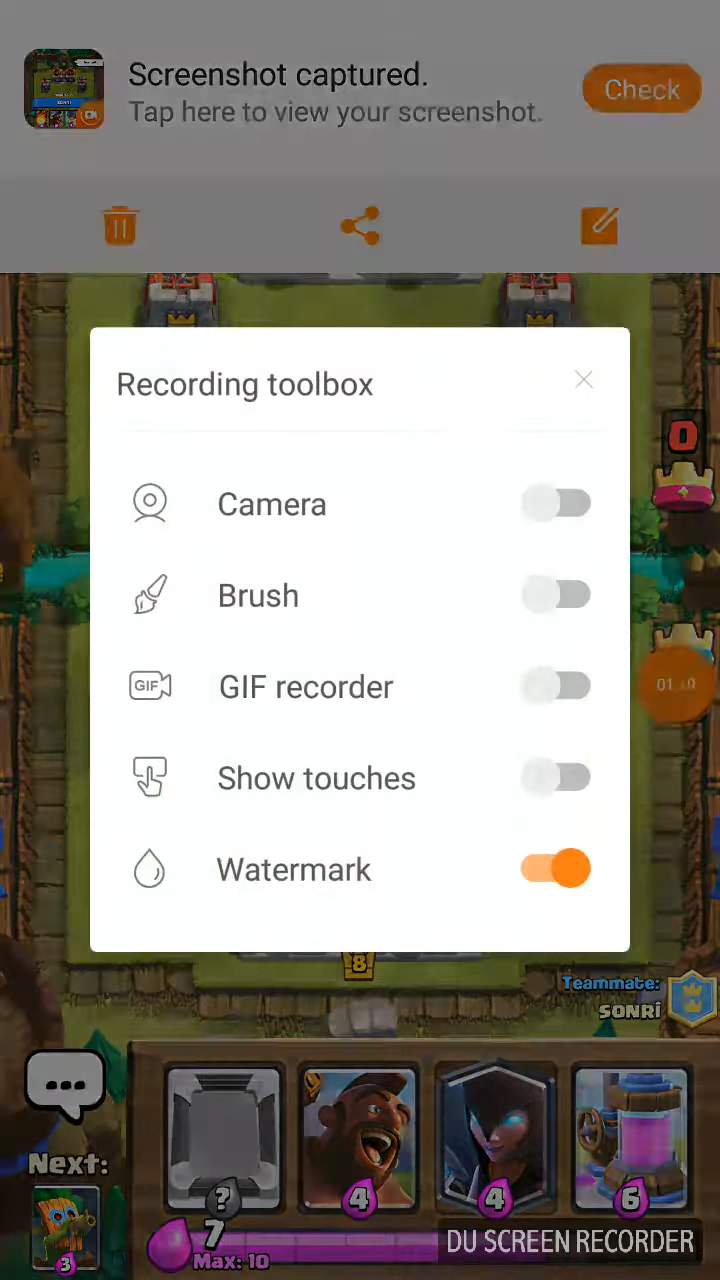 Screenshot captured.
Tap here to view your screenshot.
Check
Recording toolbox
Camera
Brush
GIF
GIF recorder
Show touches
Watermark
0
8
Teammate:
SONRi
?
4
4
6
Next:
3
7
Max: 10
DU SCREEN RECORDER